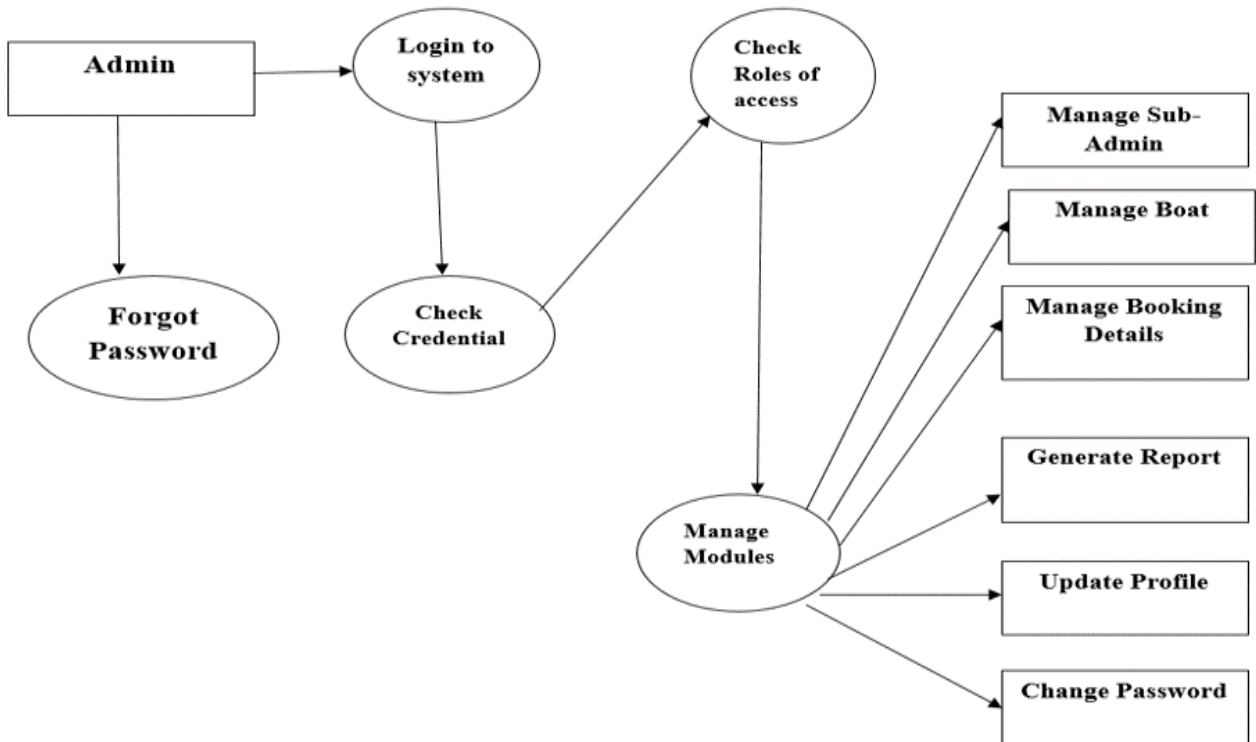 Admin
Login to
system
Check
Roles of
access
Manage Sub-
Admin
Manage Boat
Manage Booking
Details
Forgot
Password
Check
Credential
Generate Report
Manage
Modules
Update Profile
Change Password